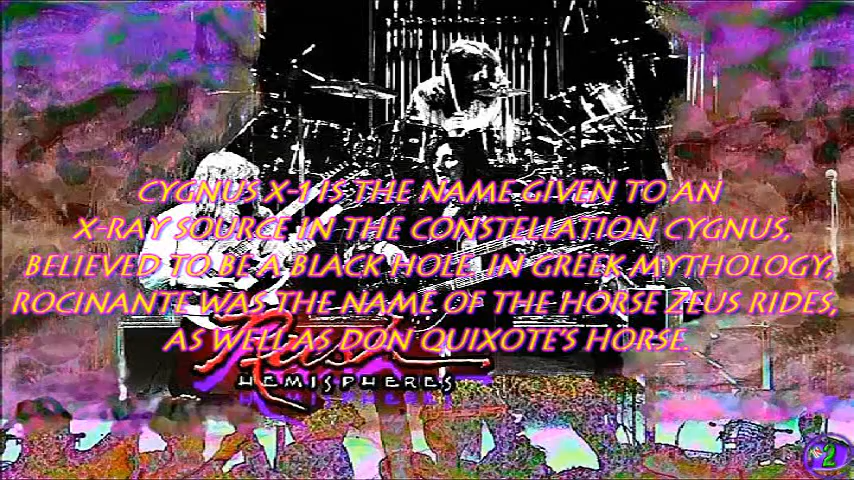 CYGNUS X-1 IS THE NAME GIVEN TO AN
X-RAY SOURCE IN THE CONSTELLATION CYGNUS,
BELIEVED TO BE A BLACK HOLE. IN GREEK MYTHOLOGY,
ROCINANTE WAS THE NAME OF THE HORSE ZEUS RIDES,
AS WELL AS DON QUIXOTE'S HORSE.
Rush
HEMISPHERES
2